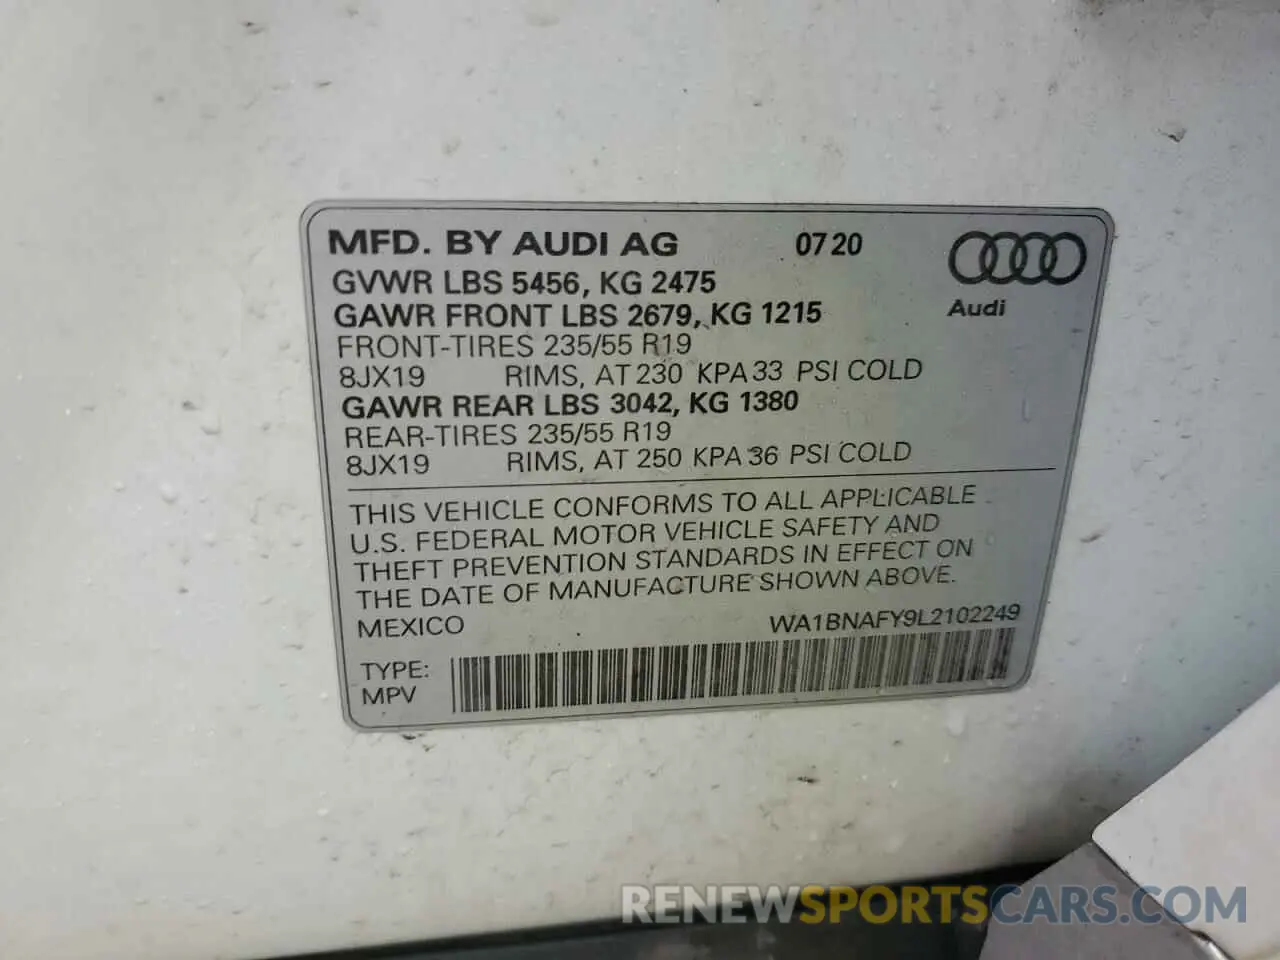 MFD. BY AUDI AG 0720
GVWR LBS 5456, KG 2475
Audi
GAWR FRONT LBS 2679, KG 1215
FRONT-TIRES 235/55 R19
8JX19 RIMS, AT 230 KPA 33 PSI COLD
GAWR REAR LBS 3042, KG 1380
REAR-TIRES 235/55 R19
8JX19 RIMS, AT 250 KPA 36 PSI COLD
THIS VEHICLE CONFORMS TO ALL APPLICABLE
U.S. FEDERAL MOTOR VEHICLE SAFETY AND
THEFT PREVENTION STANDARDS IN EFFECT ON
THE DATE OF MANUFACTURE SHOWN ABOVE.
MEXICO WA1BNAFY9L2102249
TYPE:
MPV
RENEWSPORTSCARS.COM